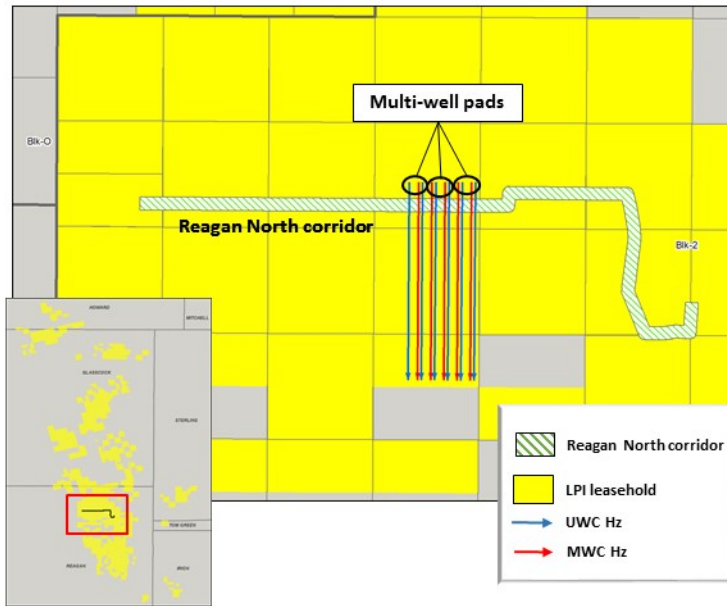 Multi-well pads
Blk-O
Reagan North corridor
Blk-2
HOWARD
MITCHELL
GLASSCOCK
STERLING
TOM GREEN
REAGAN
IRION
Reagan North corridor
LPI leasehold
UWC Hz
MWC Hz